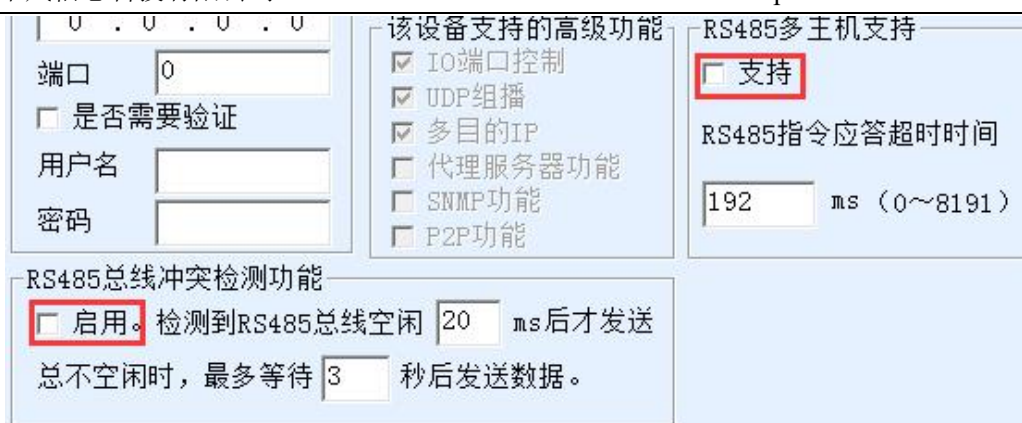 0 . 0 . 0 . 0
端口 0
是否需要验证
用户名
密码
该设备支持的高级功能
IO端口控制
UDP组播
多目的IP
代理服务器功能
SNMP功能
P2P功能
RS485多主机支持
支持
RS485指令应答超时时间
192 ms (0～8191)
RS485总线冲突检测功能
启用。检测到RS485总线空闲 20 ms后才发送
总不空闲时，最多等待 3 秒后发送数据。